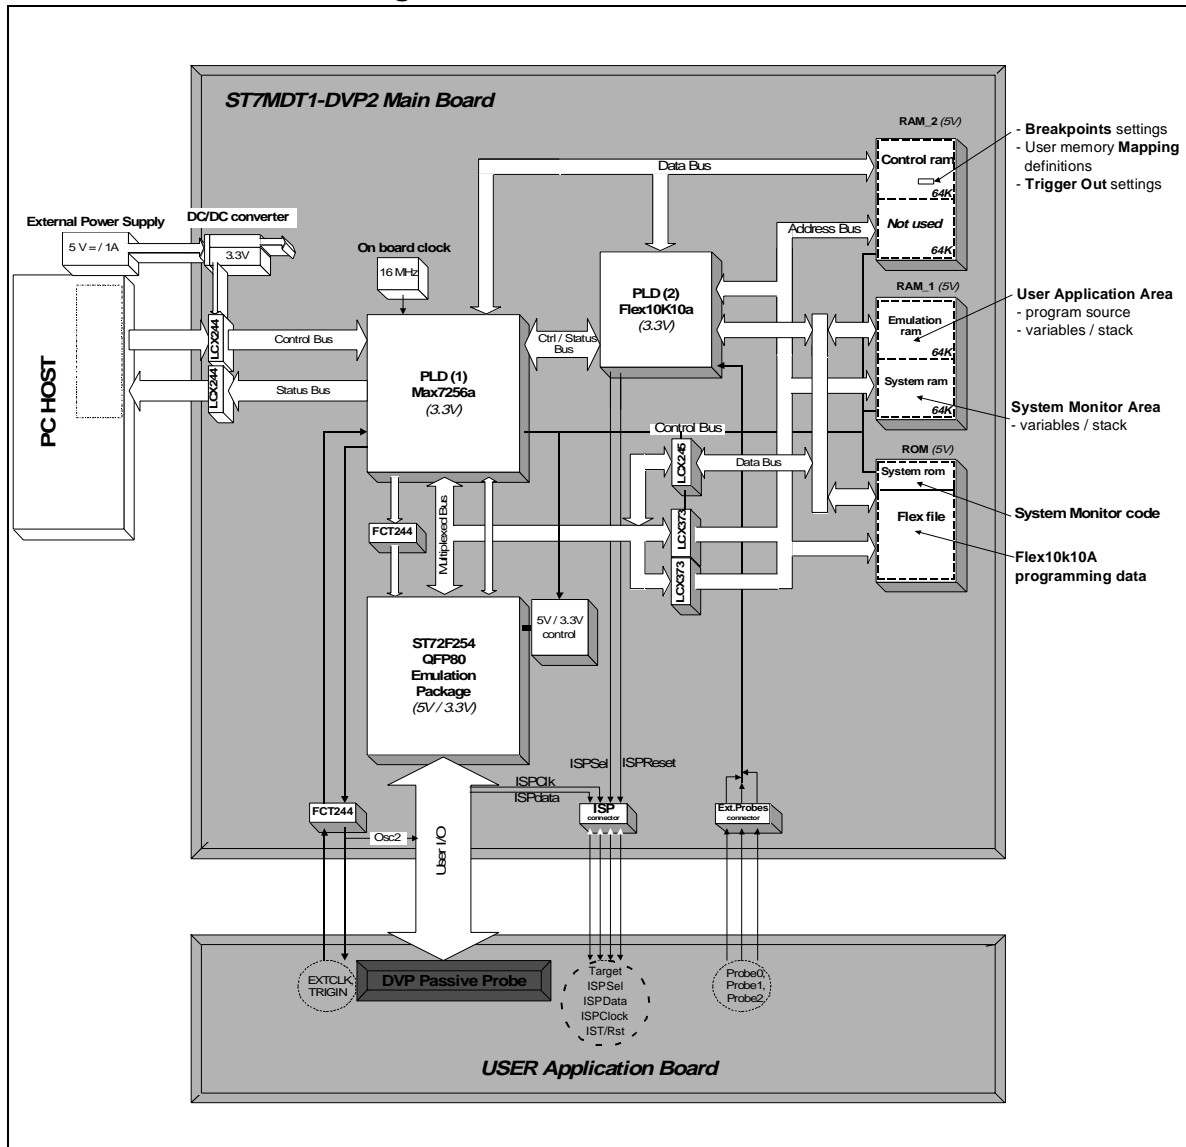 ST7MDT1-DVP2 Main Board
RAM_2 (5V)
Control ram
64K
Not used
64K
- Breakpoints settings
- User memory Mapping
definitions
- Trigger Out settings
Data Bus
Address Bus
External Power Supply
5 V = / 1A
DC/DC converter
3.3V
On board clock
16 MHz
PLD (2)
Flex10K10a
(3.3V)
RAM_1 (5V)
Emulation
ram
64K
System ram
64K
User Application Area
- program source
- variables / stack
System Monitor Area
- variables / stack
PC HOST
LCX244
LCX244
Control Bus
Status Bus
PLD (1)
Max7256a
(3.3V)
Ctrl / Status
Bus
Control Bus
LCX245
Data Bus
ROM (5V)
System rom
Flex file
System Monitor code
Flex10k10A
programming data
FCT244
Multiplexed Bus
LCX373
LCX373
ST72F254
QFP80
Emulation
Package
(5V / 3.3V)
5V / 3.3V
control
ISPSel
ISPReset
ISPClk
ISPdata
FCT244
Osc2
User I/O
ISP
connector
Ext.Probes
connector
EXTCLK,
TRIGIN
DVP Passive Probe
Target
ISPSel
ISPData
ISPClock
IST/Rst
Probe0,
Probe1,
Probe2,
USER Application Board